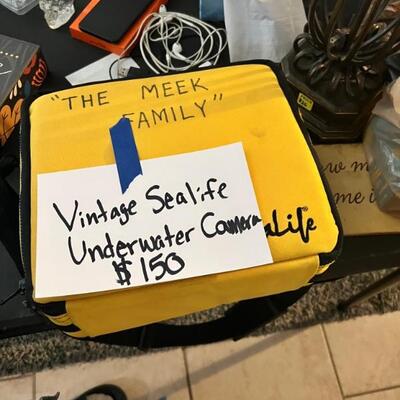 "THE MEEK
FAMILY"
Vintage Sealife
Underwater Camera
$150
aLife